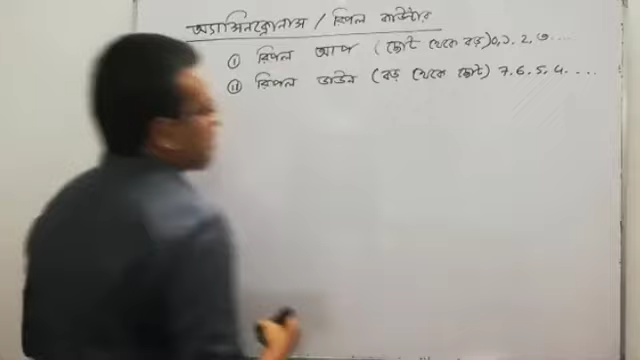 অ্যাসিনক্রোনাস / রিপল কাউন্টার
i রিপল আপ (ছোট থেকে বড়) 0, 1, 2, 3 ....
ii রিপল ডাউন (বড় থেকে ছোট) 7, 6, 5, 4 ....